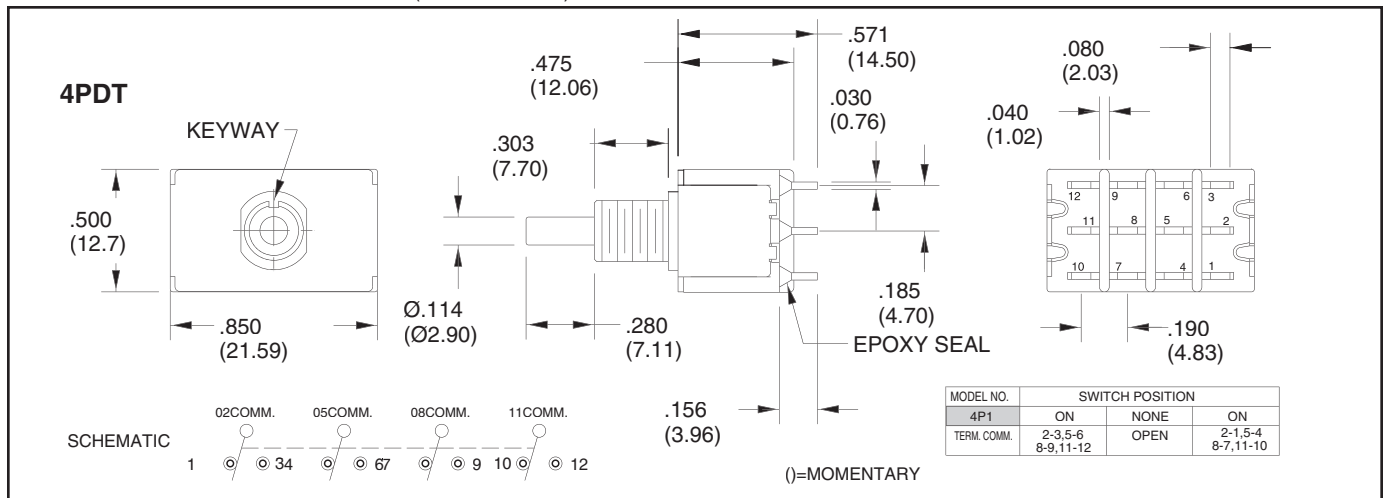 4PDT
KEYWAY
.500
(12.7)
.850
(21.59)
.475
(12.06)
.303
(7.70)
Ø.114
(Ø2.90)
.280
(7.11)
.571
(14.50)
.030
(0.76)
.185
(4.70)
EPOXY SEAL
.156
(3.96)
.080
(2.03)
.040
(1.02)
12 9 6 3
11 8 5 2
10 7 4 1
.190
(4.83)
SCHEMATIC
02COMM. 05COMM. 08COMM. 11COMM.
1 34 67 9 10 12
()=MOMENTARY
MODEL NO. SWITCH POSITION
4P1 ON NONE ON
TERM. COMM. 2-3,5-6 OPEN 2-1,5-4
8-9,11-12 8-7,11-10